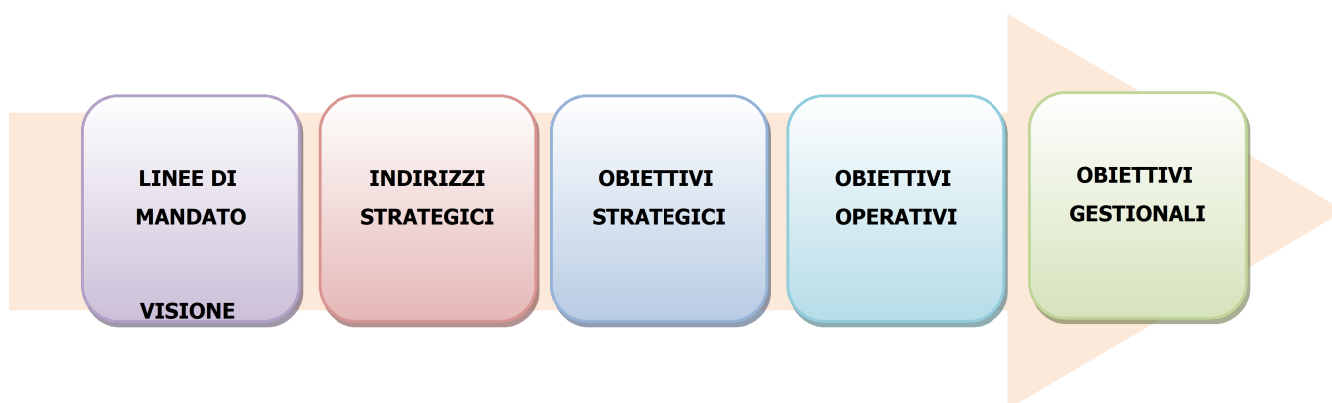 LINEE DI
MANDATO
VISIONE
INDIRIZZI
STRATEGICI
OBIETTIVI
STRATEGICI
OBIETTIVI
OPERATIVI
OBIETTIVI
GESTIONALI